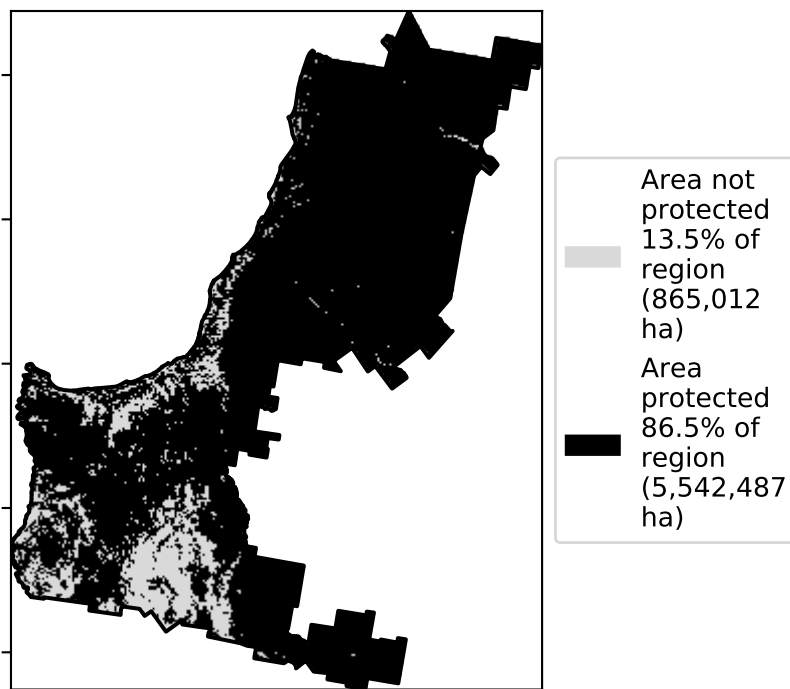 Area not
protected
13.5% of
region
(865,012
ha)
Area
protected
86.5% of
region
(5,542,487
ha)